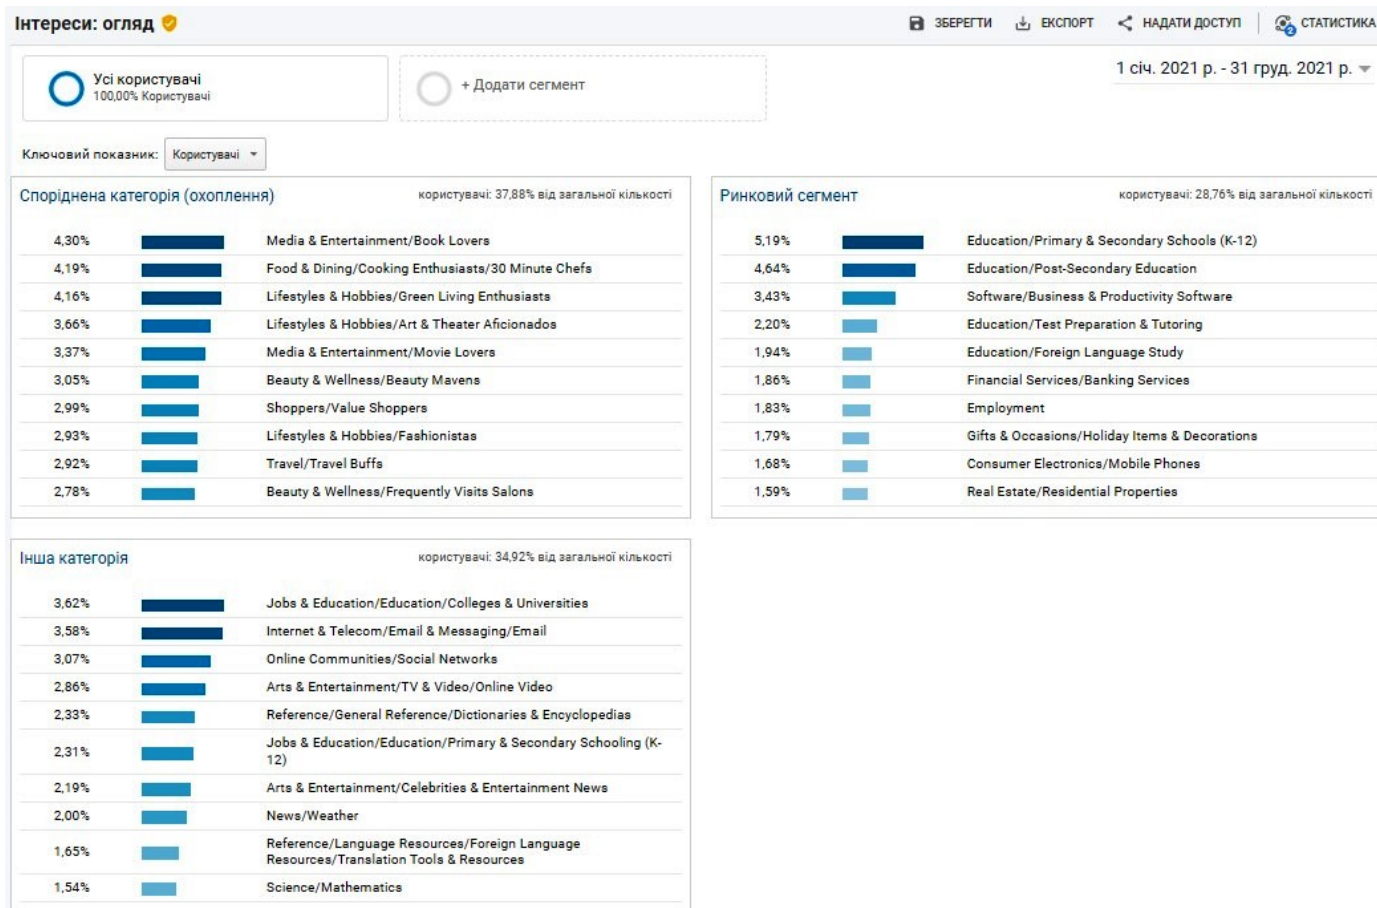 Інтереси: огляд
ЗБЕРЕГТИ ЕКСПОРТ НАДАТИ ДОСТУП 2 СТАТИСТИКА
Усі користувачі
100,00% Користувачі
+ Додати сегмент
1 січ. 2021 р. - 31 груд. 2021 р.
Ключовий показник: Користувачі
Споріднена категорія (охоплення) користувачі: 37,88% від загальної кількості
4,30% Media & Entertainment/Book Lovers
4,19% Food & Dining/Cooking Enthusiasts/30 Minute Chefs
4,16% Lifestyles & Hobbies/Green Living Enthusiasts
3,66% Lifestyles & Hobbies/Art & Theater Aficionados
3,37% Media & Entertainment/Movie Lovers
3,05% Beauty & Wellness/Beauty Mavens
2,99% Shoppers/Value Shoppers
2,93% Lifestyles & Hobbies/Fashionistas
2,92% Travel/Travel Buffs
2,78% Beauty & Wellness/Frequently Visits Salons
Ринковий сегмент користувачі: 28,76% від загальної кількості
5,19% Education/Primary & Secondary Schools (K-12)
4,64% Education/Post-Secondary Education
3,43% Software/Business & Productivity Software
2,20% Education/Test Preparation & Tutoring
1,94% Education/Foreign Language Study
1,86% Financial Services/Banking Services
1,83% Employment
1,79% Gifts & Occasions/Holiday Items & Decorations
1,68% Consumer Electronics/Mobile Phones
1,59% Real Estate/Residential Properties
Інша категорія користувачі: 34,92% від загальної кількості
3,62% Jobs & Education/Education/Colleges & Universities
3,58% Internet & Telecom/Email & Messaging/Email
3,07% Online Communities/Social Networks
2,86% Arts & Entertainment/TV & Video/Online Video
2,33% Reference/General Reference/Dictionaries & Encyclopedias
2,31% Jobs & Education/Education/Primary & Secondary Schooling (K-
12)
2,19% Arts & Entertainment/Celebrities & Entertainment News
2,00% News/Weather
1,65% Reference/Language Resources/Foreign Language
Resources/Translation Tools & Resources
1,54% Science/Mathematics